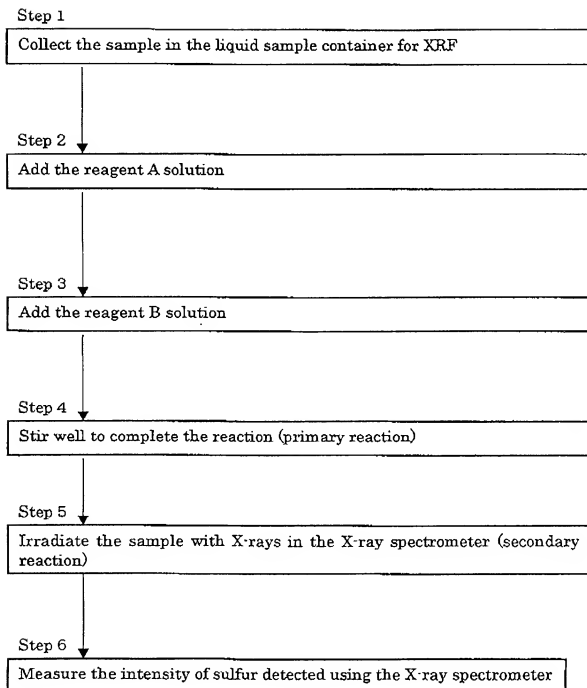 Step 1
Collect the sample in the liquid sample container for XRF
Step 2
Add the reagent A solution
Step 3
Add the reagent B solution
Step 4
Stir well to complete the reaction (primary reaction)
Step 5
Irradiate the sample with X-rays in the X-ray spectrometer (secondary
reaction)
Step 6
Measure the intensity of sulfur detected using the X-ray spectrometer